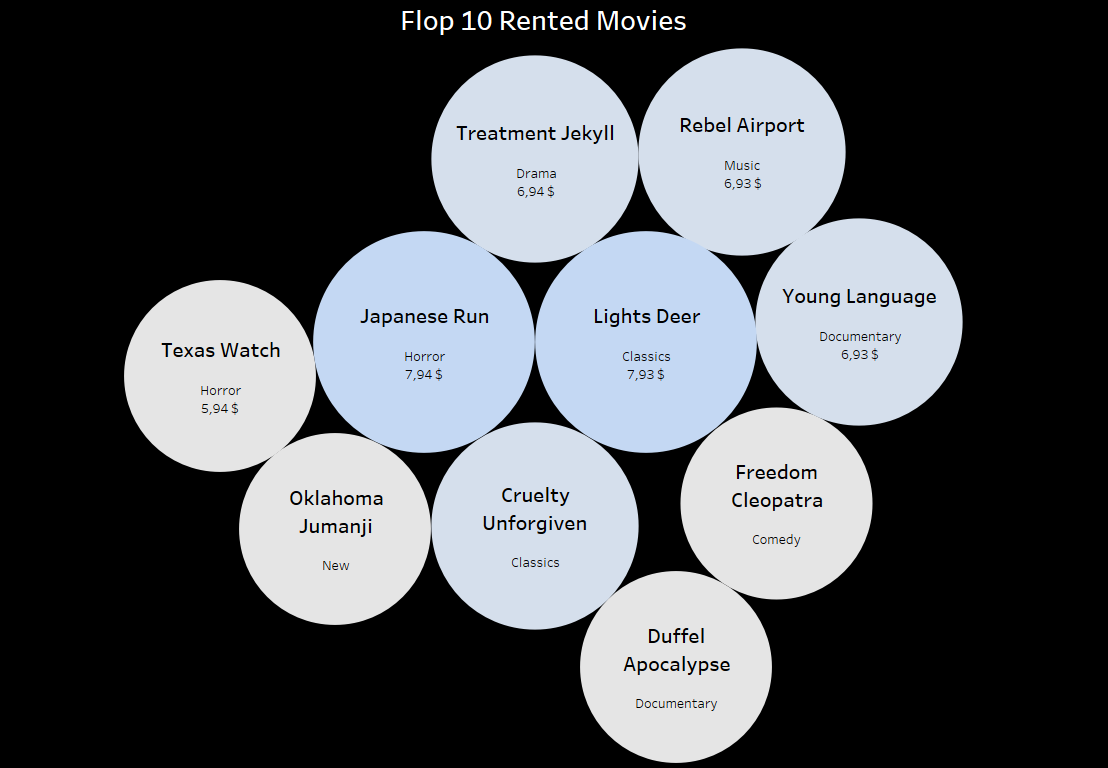 Flop 10 Rented Movies
Treatment Jekyll
Drama
6,94 $
Rebel Airport
Music
6,93 $
Japanese Run
Horror
7,94 $
Lights Deer
Classics
7,93 $
Young Language
Documentary
6,93 $
Texas Watch
Horror
5,94 $
Oklahoma
Jumanji
New
Cruelty
Unforgiven
Classics
Freedom
Cleopatra
Comedy
Duffel
Apocalypse
Documentary